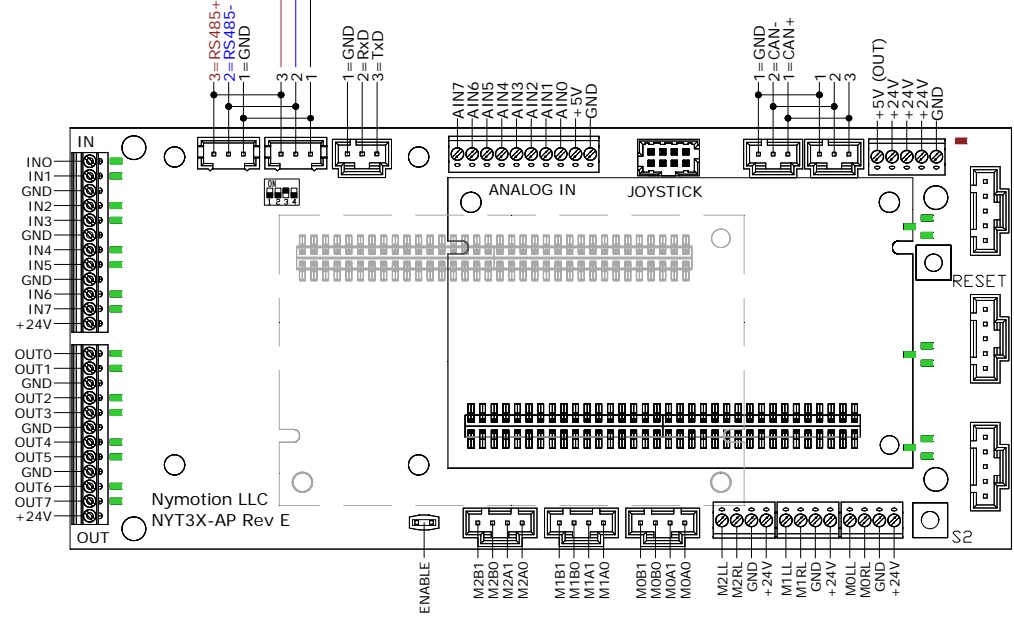 3=RS485+
2=RS485-
1=GND
3
2
1
1=GND
2=RxD
3=TxD
AIN7
AIN6
AIN5
AIN4
AIN3
AIN2
AIN1
AIN0
+5V
GND
1=GND
2=CAN-
1=CAN+
1
2
3
+5V (OUT)
+24V
+24V
+24V
GND
IN
IN0
IN1
GND
IN2
IN3
GND
IN4
IN5
GND
IN6
IN7
+24V
ON
1 2 3 4
ANALOG IN
JOYSTICK
RESET
OUT0
OUT1
GND
OUT2
OUT3
GND
OUT4
OUT5
GND
OUT6
OUT7
+24V
OUT
Nymotion LLC
NYT3X-AP Rev E
S2
ENABLE
M2B1
M2B0
M2A1
M2A0
M1B1
M1B0
M1A1
M1A0
M0B1
M0B0
M0A1
M0A0
M2LL
M2RL
GND
+24V
M1LL
M1RL
GND
+24V
M0LL
M0RL
GND
+24V